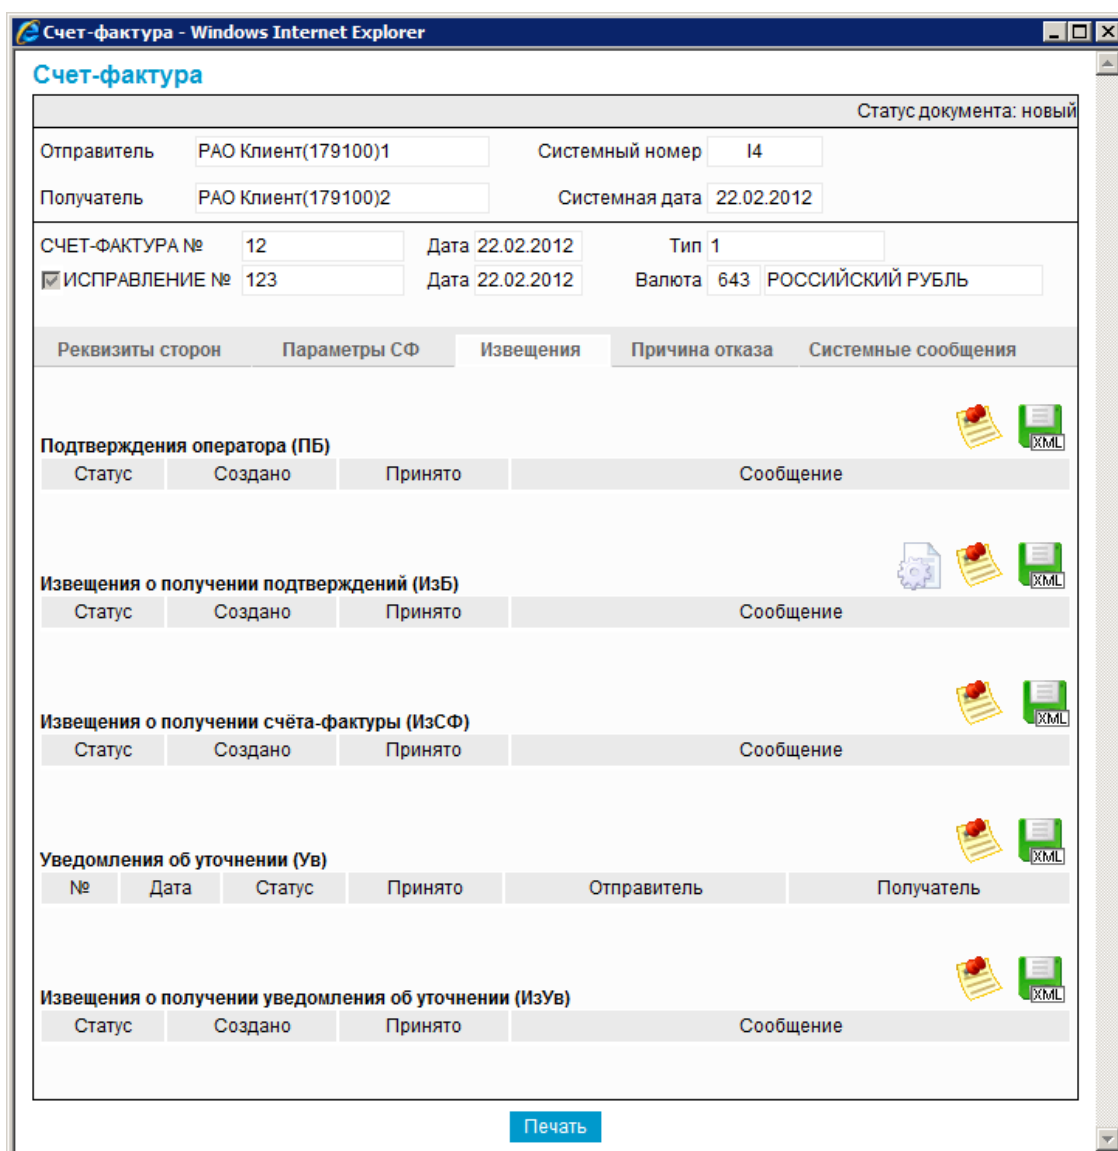 Счет-фактура - Windows Internet Explorer
Счет-фактура
Статус документа: новый
Отправитель РАО Клиент(179100)1 Системный номер I4
Получатель РАО Клиент(179100)2 Системная дата 22.02.2012
СЧЕТ-ФАКТУРА № 12 Дата 22.02.2012 Тип 1
ИСПРАВЛЕНИЕ № 123 Дата 22.02.2012 Валюта 643 РОССИЙСКИЙ РУБЛЬ
Реквизиты сторон Параметры СФ Извещения Причина отказа Системные сообщения
XML
Подтверждения оператора (ПБ)
Статус Создано Принято Сообщение
XML
Извещения о получении подтверждений (ИзБ)
Статус Создано Принято Сообщение
XML
Извещения о получении счёта-фактуры (ИзСФ)
Статус Создано Принято Сообщение
XML
Уведомления об уточнении (Ув)
№ Дата Статус Принято Отправитель Получатель
XML
Извещения о получении уведомления об уточнении (ИзУв)
Статус Создано Принято Сообщение
Печать